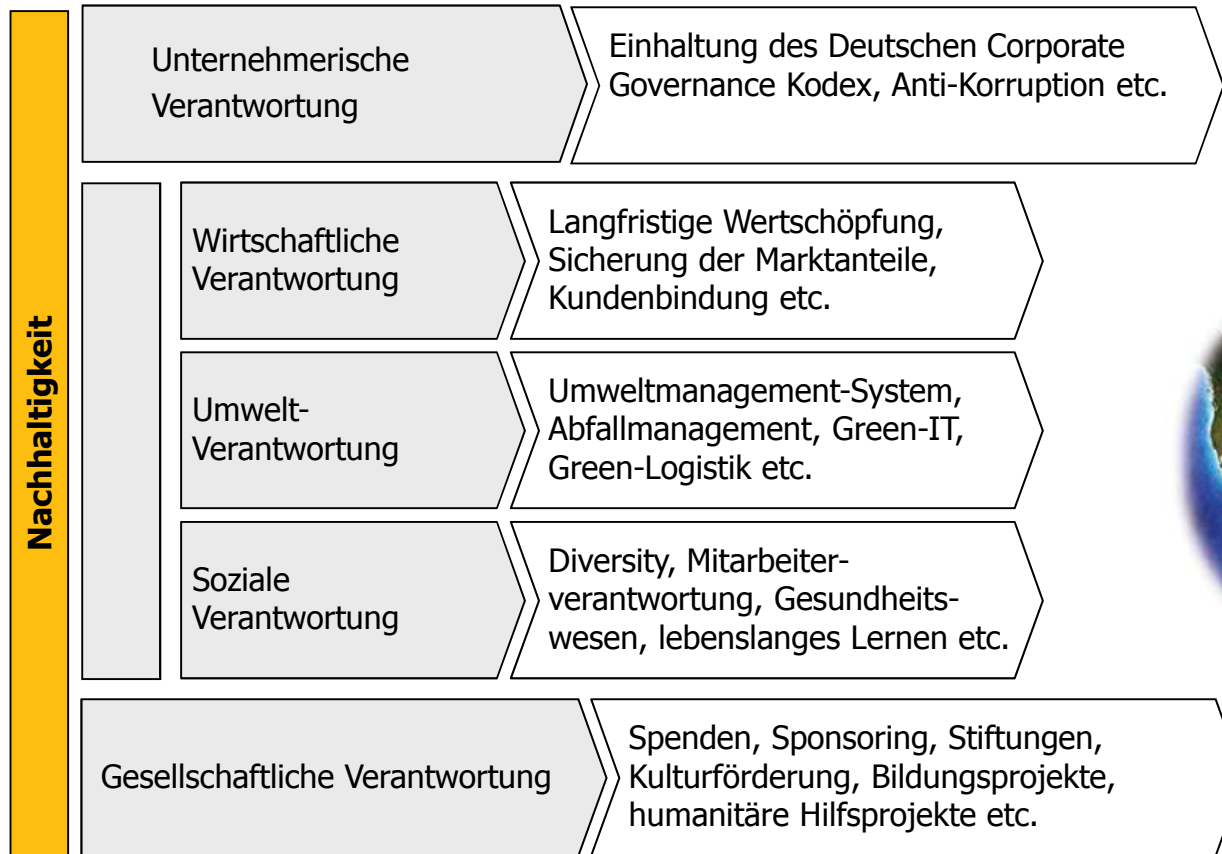 Nachhaltigkeit
Unternehmerische
Verantwortung
Einhaltung des Deutschen Corporate
Governance Kodex, Anti-Korruption etc.
Wirtschaftliche
Verantwortung
Langfristige Wertschöpfung,
Sicherung der Marktanteile,
Kundenbindung etc.
Umwelt-
Verantwortung
Umweltmanagement-System,
Abfallmanagement, Green-IT,
Green-Logistik etc.
Soziale
Verantwortung
Diversity, Mitarbeiter-
verantwortung, Gesundheits-
wesen, lebenslanges Lernen etc.
Gesellschaftliche Verantwortung
Spenden, Sponsoring, Stiftungen,
Kulturförderung, Bildungsprojekte,
humanitäre Hilfsprojekte etc.